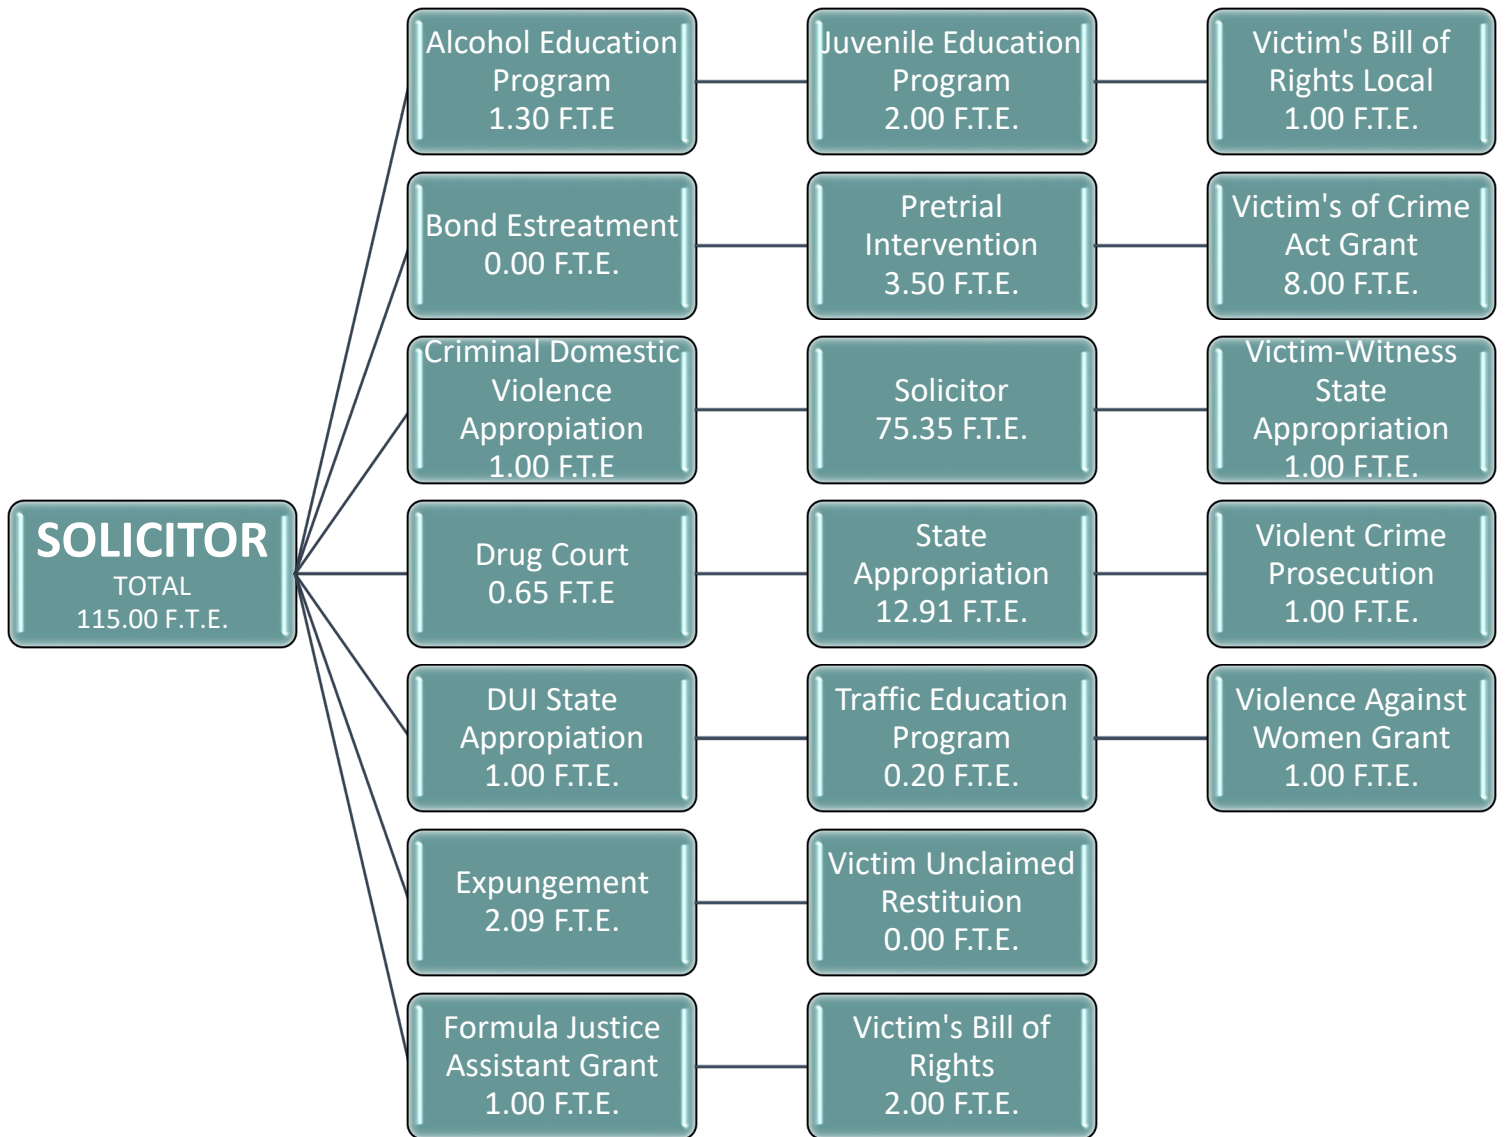 SOLICITOR
TOTAL
115.00 F.T.E.
Alcohol Education
Program
1.30 F.T.E
Juvenile Education
Program
2.00 F.T.E.
Victim's Bill of
Rights Local
1.00 F.T.E.
Bond Estreatment
0.00 F.T.E.
Pretrial
Intervention
3.50 F.T.E.
Victim's of Crime
Act Grant
8.00 F.T.E.
Criminal Domestic
Violence
Appropiation
1.00 F.T.E
Solicitor
75.35 F.T.E.
Victim-Witness
State
Appropriation
1.00 F.T.E.
Drug Court
0.65 F.T.E
State
Appropriation
12.91 F.T.E.
Violent Crime
Prosecution
1.00 F.T.E.
DUI State
Appropiation
1.00 F.T.E.
Traffic Education
Program
0.20 F.T.E.
Violence Against
Women Grant
1.00 F.T.E.
Expungement
2.09 F.T.E.
Victim Unclaimed
Restituion
0.00 F.T.E.
Formula Justice
Assistant Grant
1.00 F.T.E.
Victim's Bill of
Rights
2.00 F.T.E.